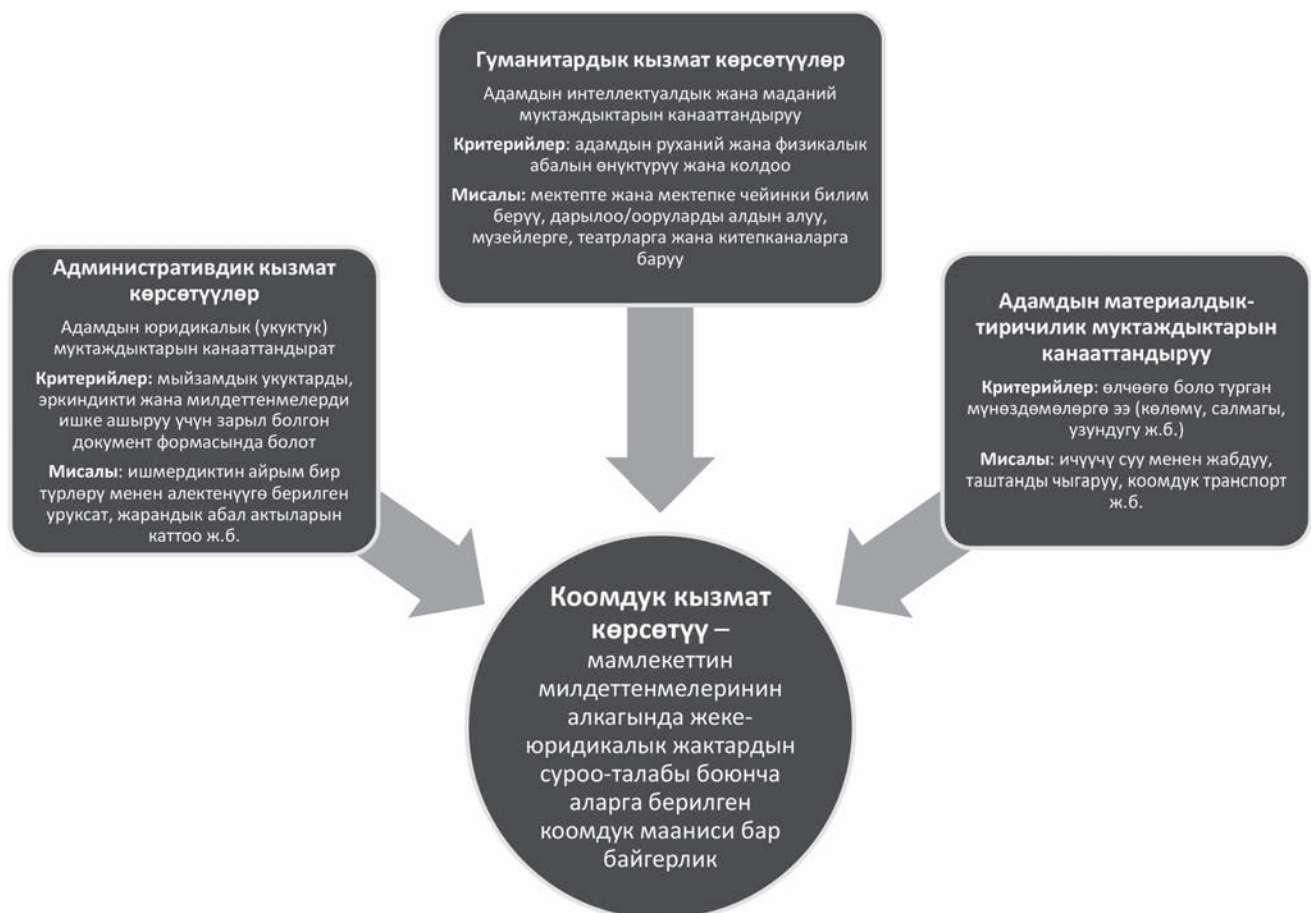 Гуманитардык кызмат көрсөтүүлөр
Адамдын интеллектуалдык жана маданий
муктаждыктарын канааттандыруу
Критерийлер: адамдын руханий жана физикалык
абалын өнүктүрүү жана колдоо
Мисалы: мектепте жана мектепке чейинки билим
берүү, дарылоо/ооруларды алдын алуу,
музейлерге, театрларга жана китепканаларга
баруу
Административдик кызмат
көрсөтүүлөр
Адамдын юридикалык (укуктук)
муктаждыктарын канааттандырат
Критерийлер: мыйзамдык укуктарды,
эркиндикти жана милдеттенмелерди
ишке ашыруу үчүн зарыл болгон
документ формасында болот
Мисалы: ишмердиктин айрым бир
түрлөрү менен алектенүүгө берилген
уруксат, жарандык абал актыларын
каттоо ж.б.
Адамдын материалдык-
тиричилик муктаждыктарын
канааттандыруу
Критерийлер: өлчөөгө боло турган
мүнөздөмөлөргө ээ (көлөмү, салмагы,
узундугу ж.б.)
Мисалы: ичүүчү суу менен жабдуу,
таштанды чыгаруу, коомдук транспорт
ж.б.
Коомдук кызмат
көрсөтүү –
мамлекеттин
милдеттенмелеринин
алкагында жеке-
юридикалык жактардын
суроо-талабы боюнча
аларга берилген
коомдук мааниси бар
байгерлик